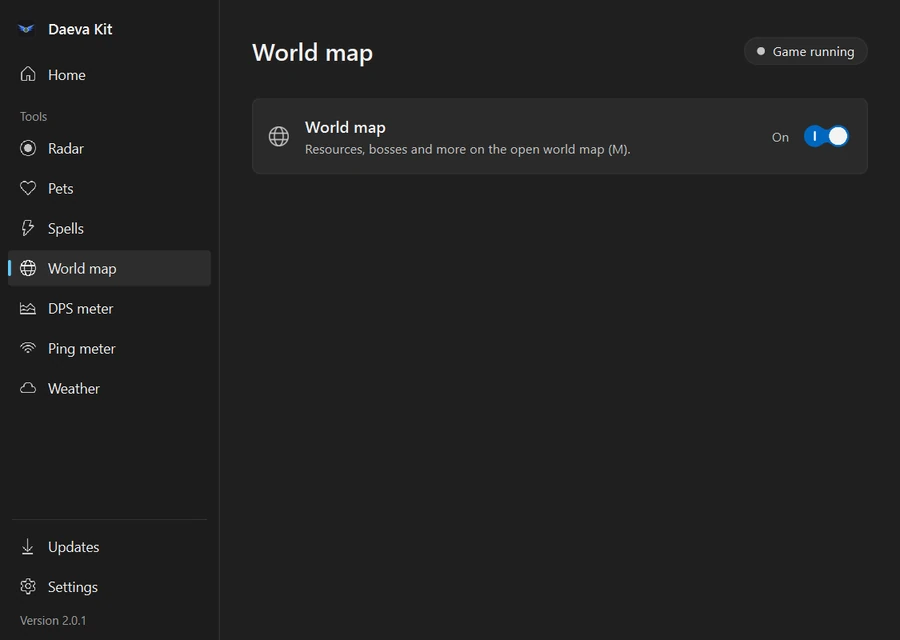 Daeva Kit
Home
Tools
Radar
Pets
Spells
World map
DPS meter
Ping meter
Weather
Updates
Settings
Version 2.0.1
World map
Game running
World map
Resources, bosses and more on the open world map (M).
On